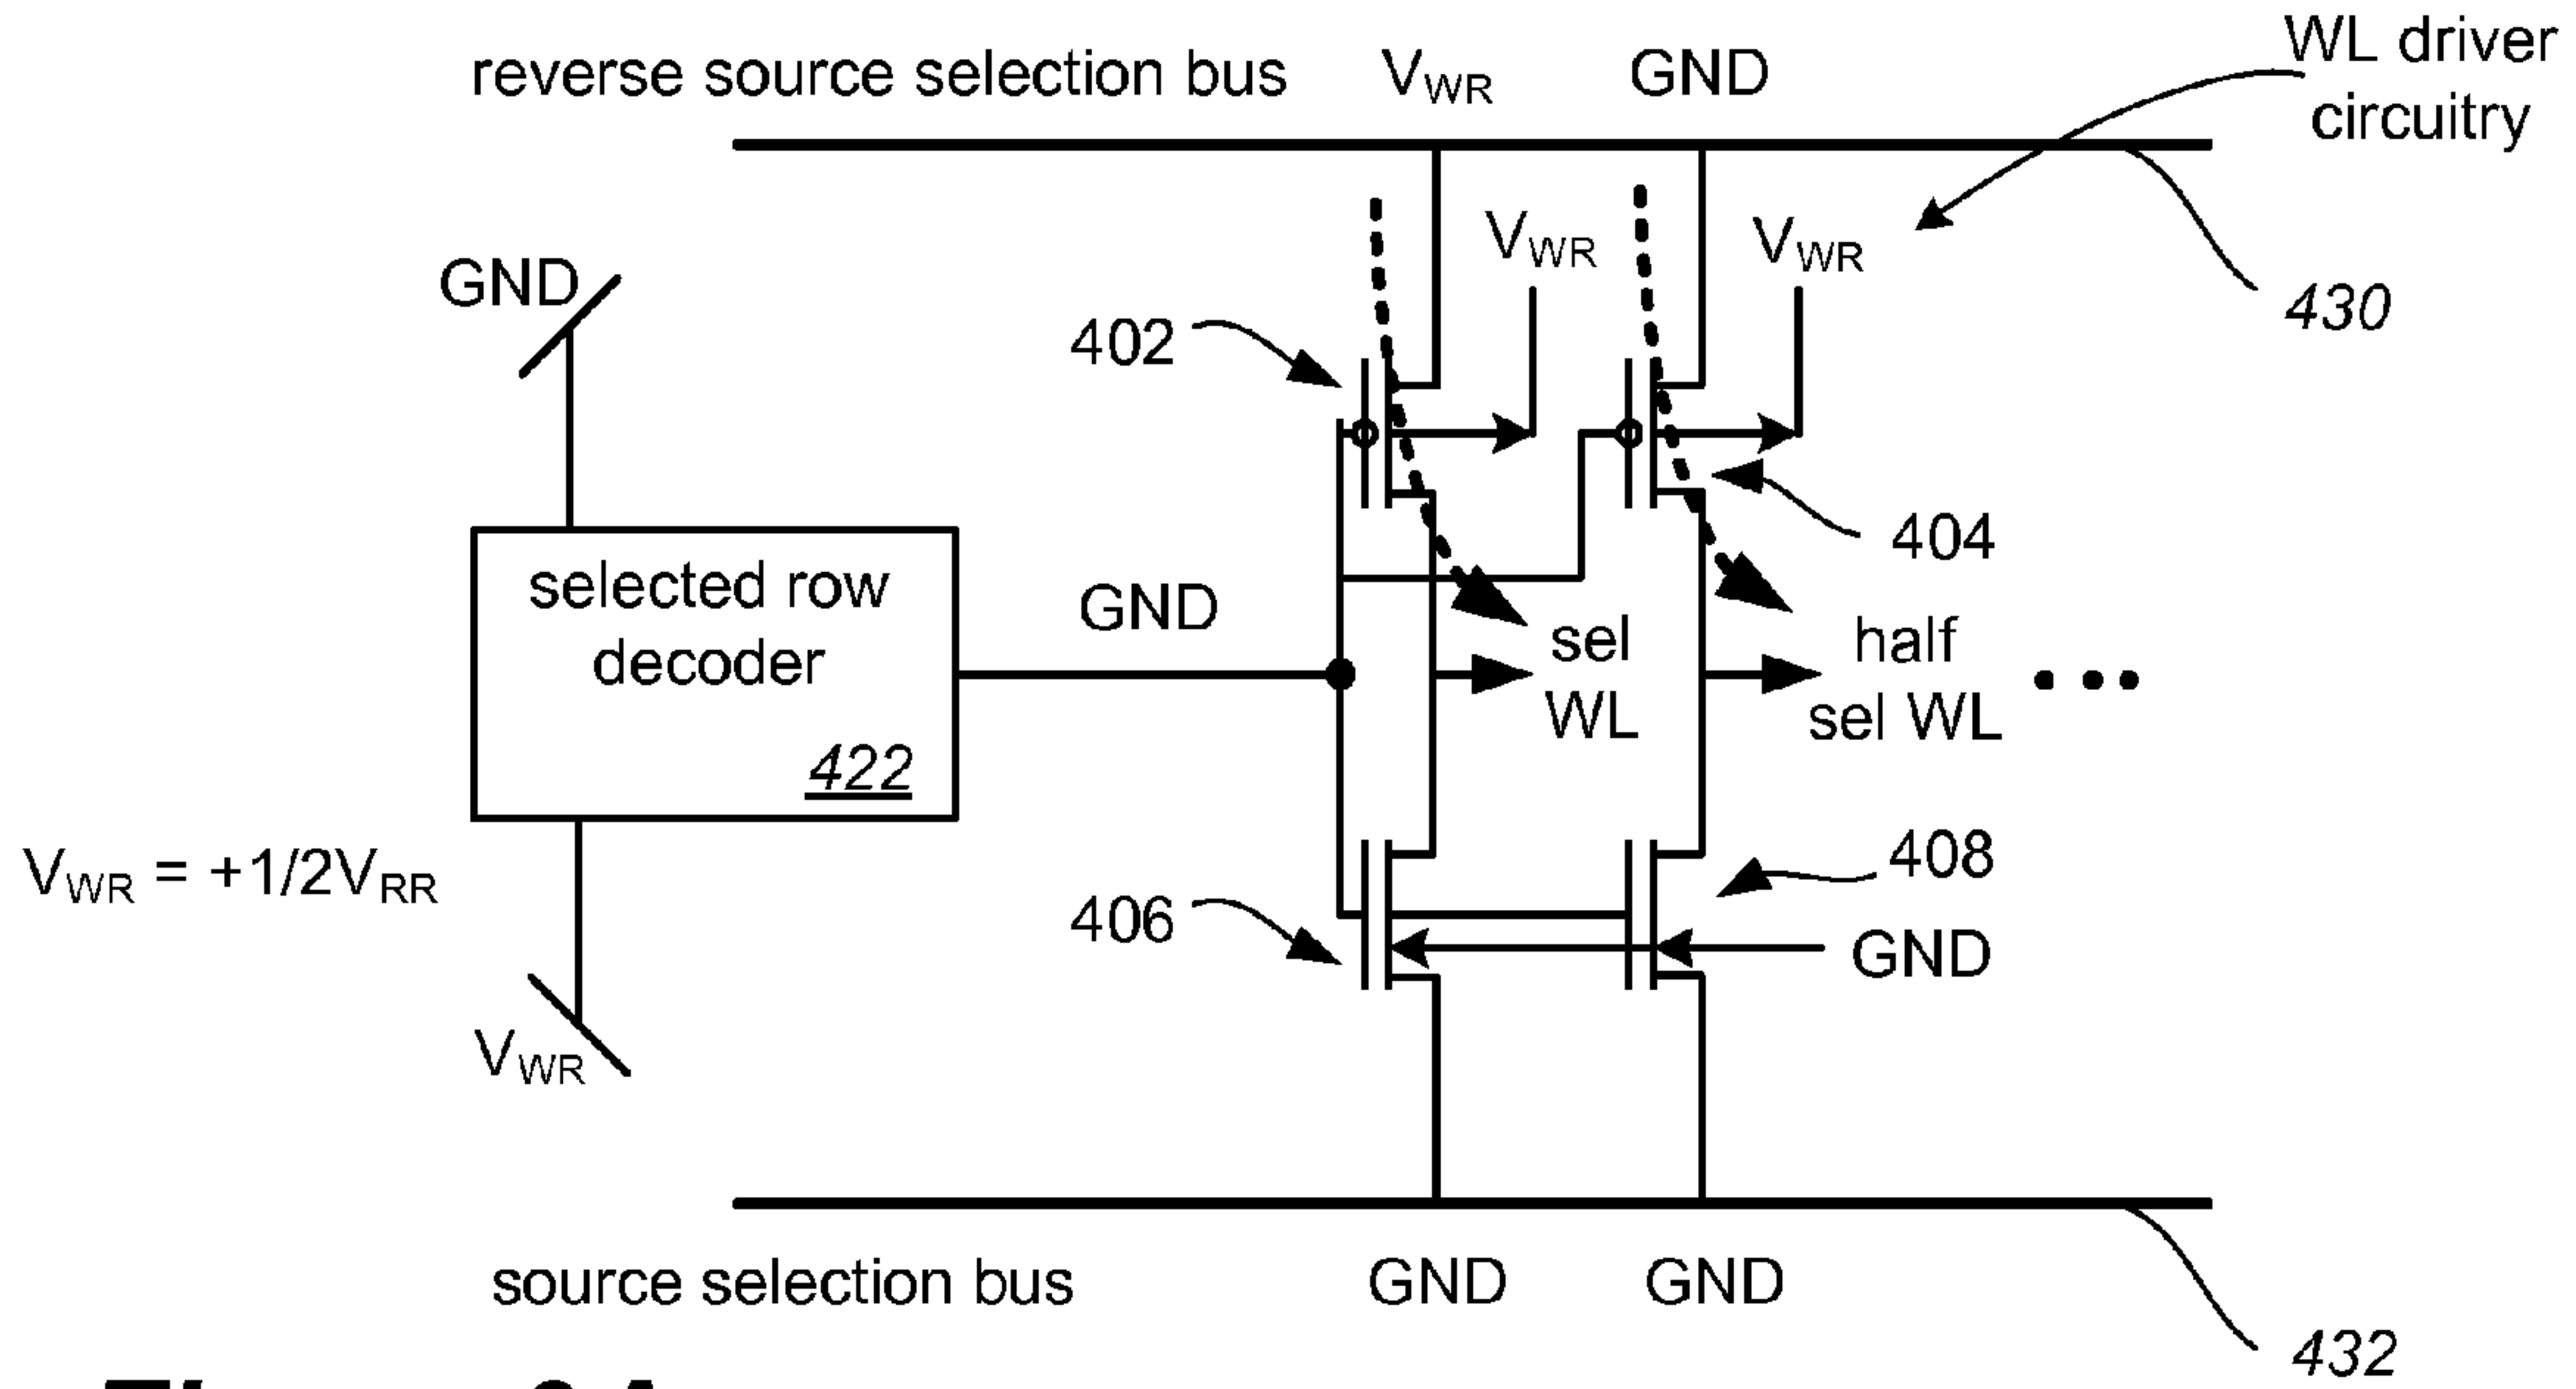 reverse source selection bus
V_WR
GND
WL driver
circuitry
V_WR
V_WR
GND
430
402
404
selected row
decoder
422
GND
sel
WL
half
sel WL
V_WR = +1/2V_RR
408
406
GND
V_WR
source selection bus
GND
GND
432